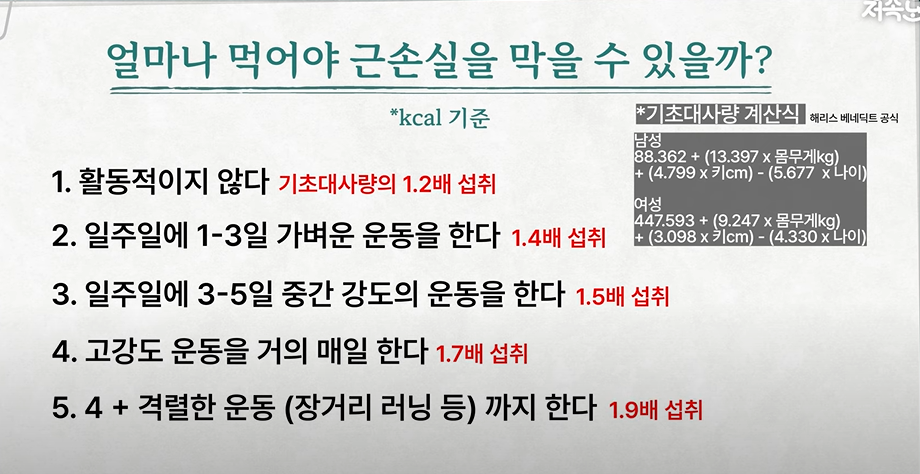 저속노
얼마나 먹어야 근손실을 막을 수 있을까?
*kcal 기준
*기초대사량 계산식 해리스 베네딕트 공식
남성
88.362 + (13.397 x 몸무게kg)
+ (4.799 x 키cm) - (5.677 x 나이)
여성
447.593 + (9.247 x 몸무게kg)
+ (3.098 x 키cm) - (4.330 x 나이)
1. 활동적이지 않다 기초대사량의 1.2배 섭취
2. 일주일에 1-3일 가벼운 운동을 한다 1.4배 섭취
3. 일주일에 3-5일 중간 강도의 운동을 한다 1.5배 섭취
4. 고강도 운동을 거의 매일 한다 1.7배 섭취
5. 4 + 격렬한 운동 (장거리 러닝 등) 까지 한다 1.9배 섭취